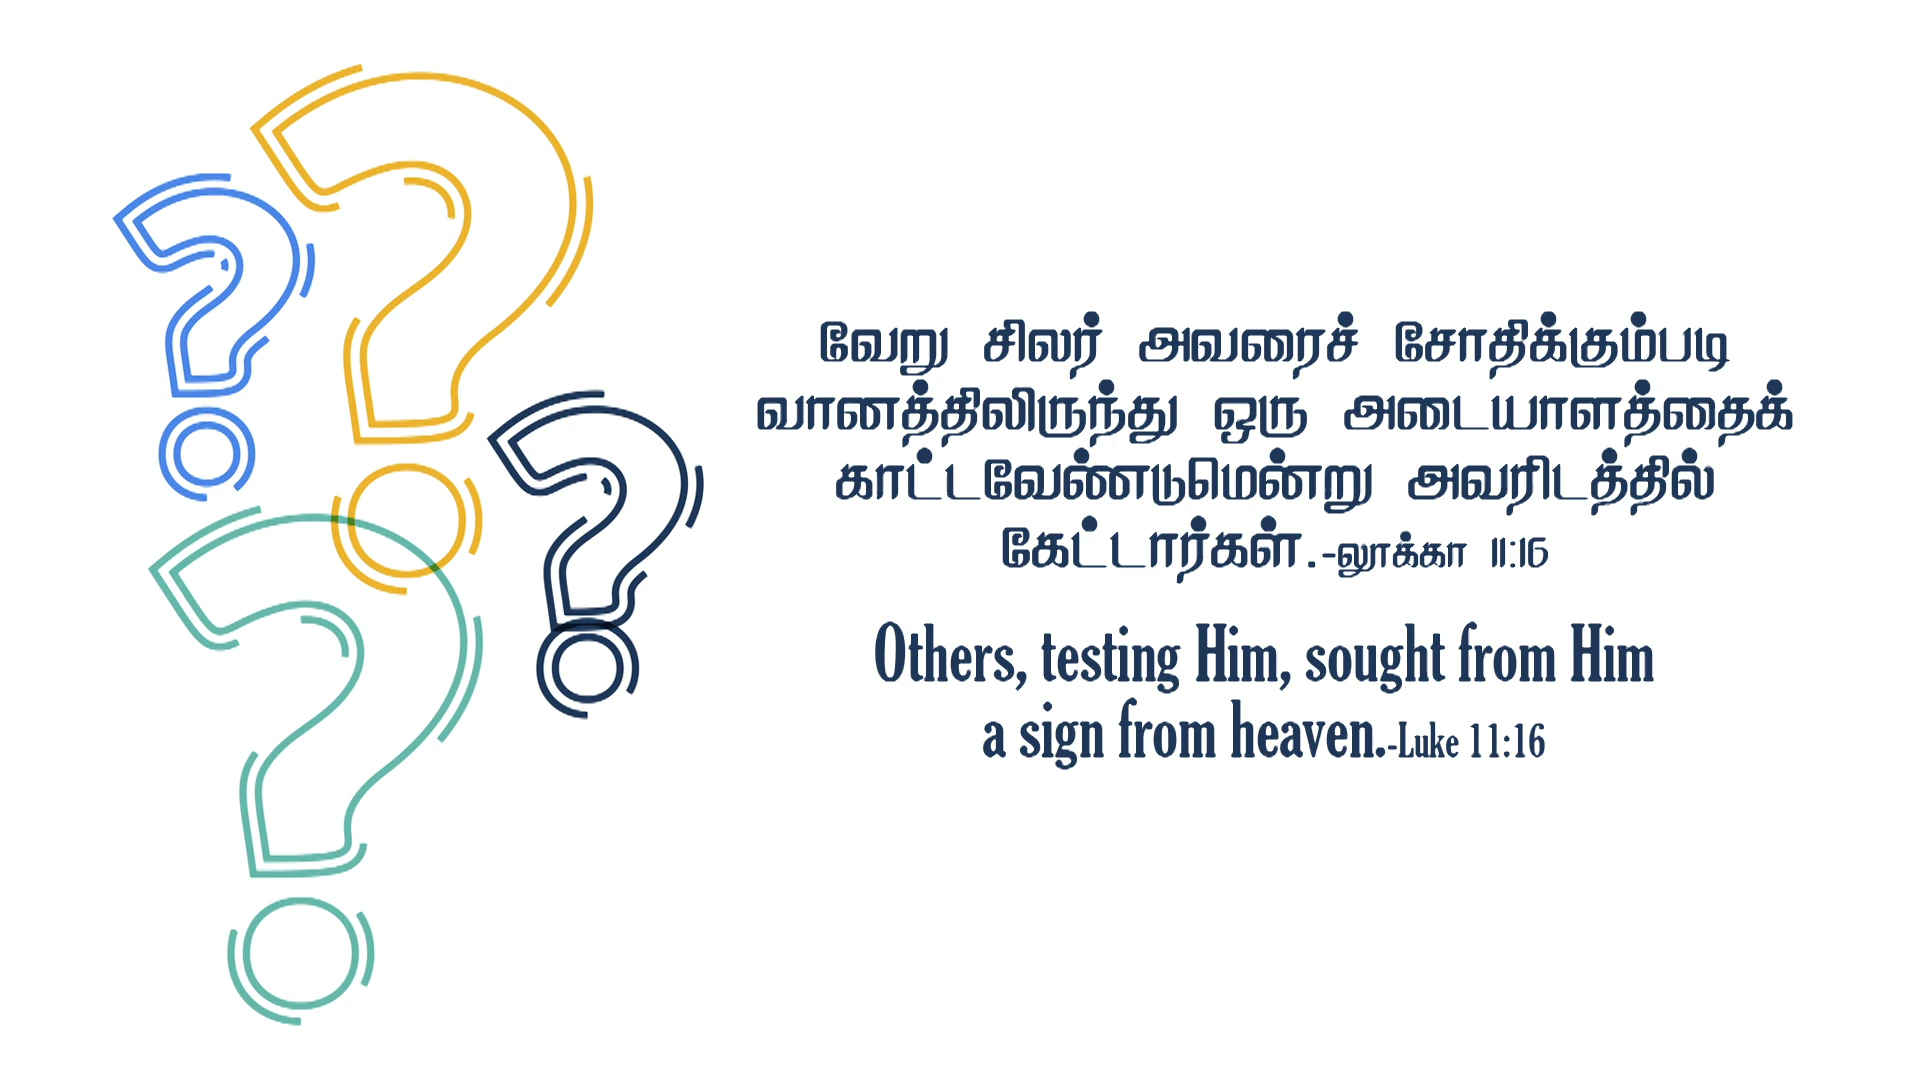 வேறு சிலர் அவரைச் சோதிக்கும்படி
வானத்திலிருந்து ஒரு அடையாளத்தைக்
காட்டவேண்டுமென்று அவரிடத்தில்
கேட்டார்கள்.-லூக்கா 11:16
Others, testing Him, sought from Him
a sign from heaven.-Luke 11:16